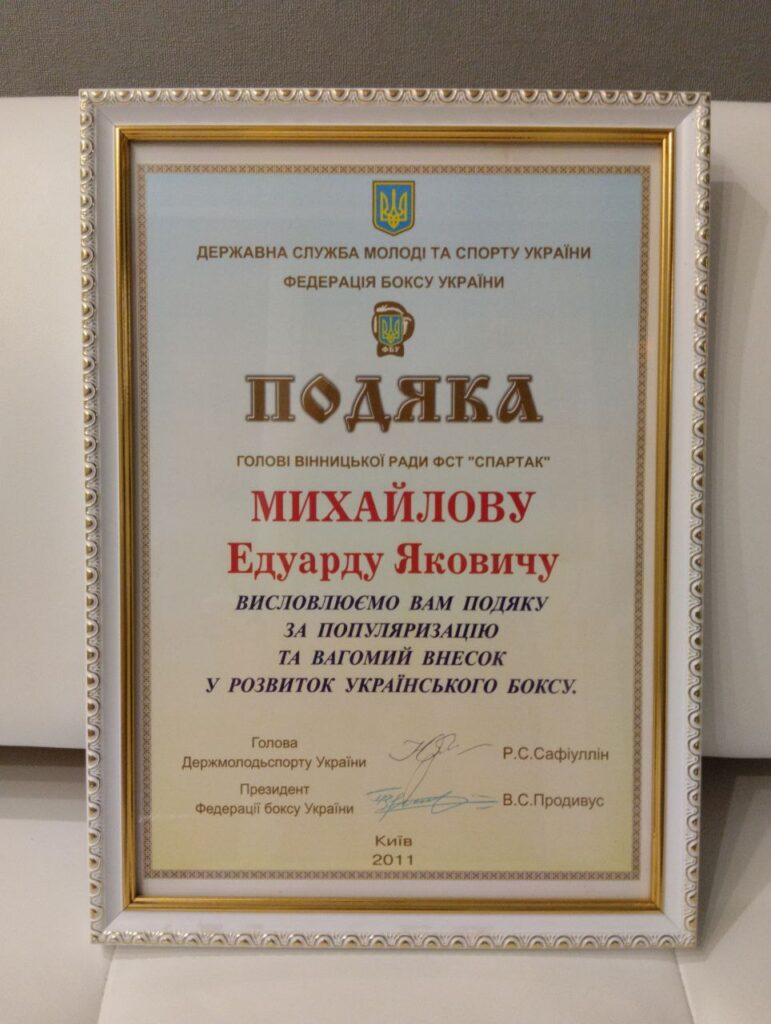 ДЕРЖАВНА СЛУЖБА МОЛОДІ ТА СПОРТУ УКРАЇНИ
ФЕДЕРАЦІЯ БОКСУ УКРАЇНИ
ФБУ
ПОДЯКА
ГОЛОВІ ВІННИЦЬКОЇ РАДИ ФСТ "СПАРТАК"
МИХАЙЛОВУ
Едуарду Яковичу
ВИСЛОВЛЮЄМО ВАМ ПОДЯКУ
ЗА ПОПУЛЯРИЗАЦІЮ
ТА ВАГОМИЙ ВНЕСОК
У РОЗВИТОК УКРАЇНСЬКОГО БОКСУ.
Голова
Держмолодьспорту України Р.С.Сафіуллін
Президент
Федерації боксу України В.С.Продивус
Київ
2011